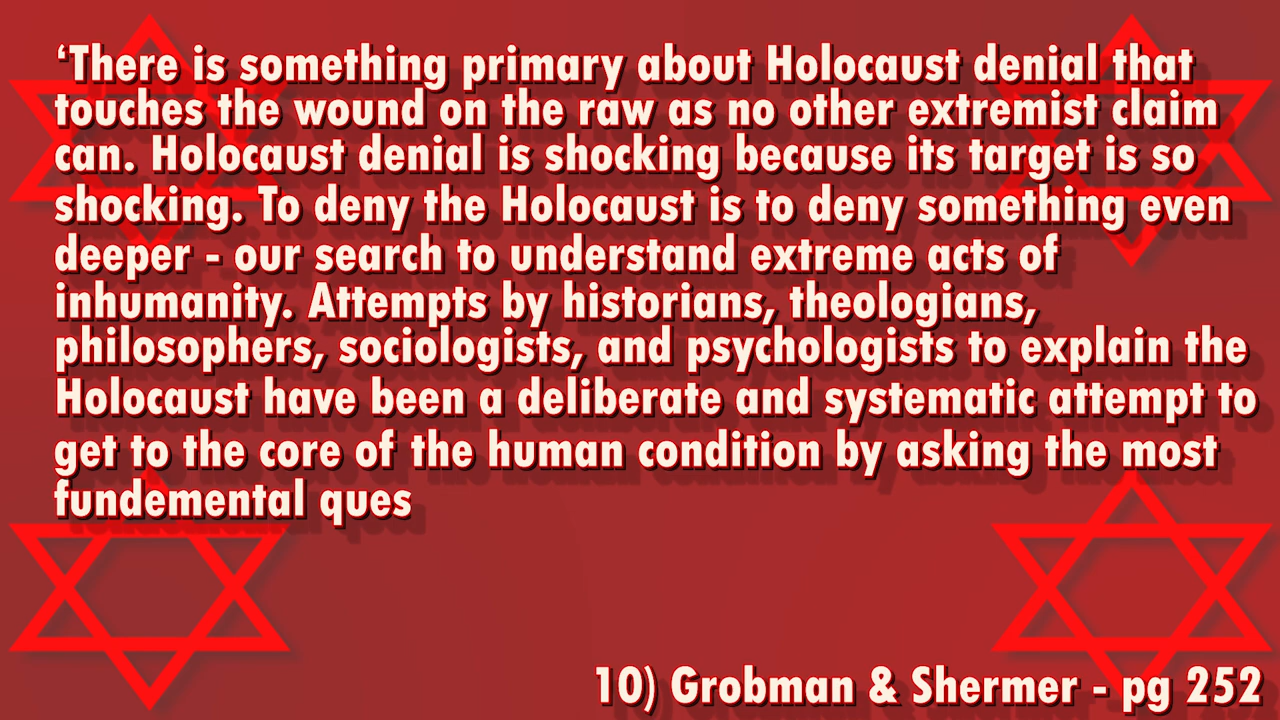 ‘There is something primary about Holocaust denial that
touches the wound on the raw as no other extremist claim
can. Holocaust denial is shocking because its target is so
shocking. To deny the Holocaust is to deny something even
deeper - our search to understand extreme acts of
inhumanity. Attempts by historians, theologians,
philosophers, sociologists, and psychologists to explain the
Holocaust have been a deliberate and systematic attempt to
get to the core of the human condition by asking the most
fundemental ques
10) Grobman & Shermer - pg 252